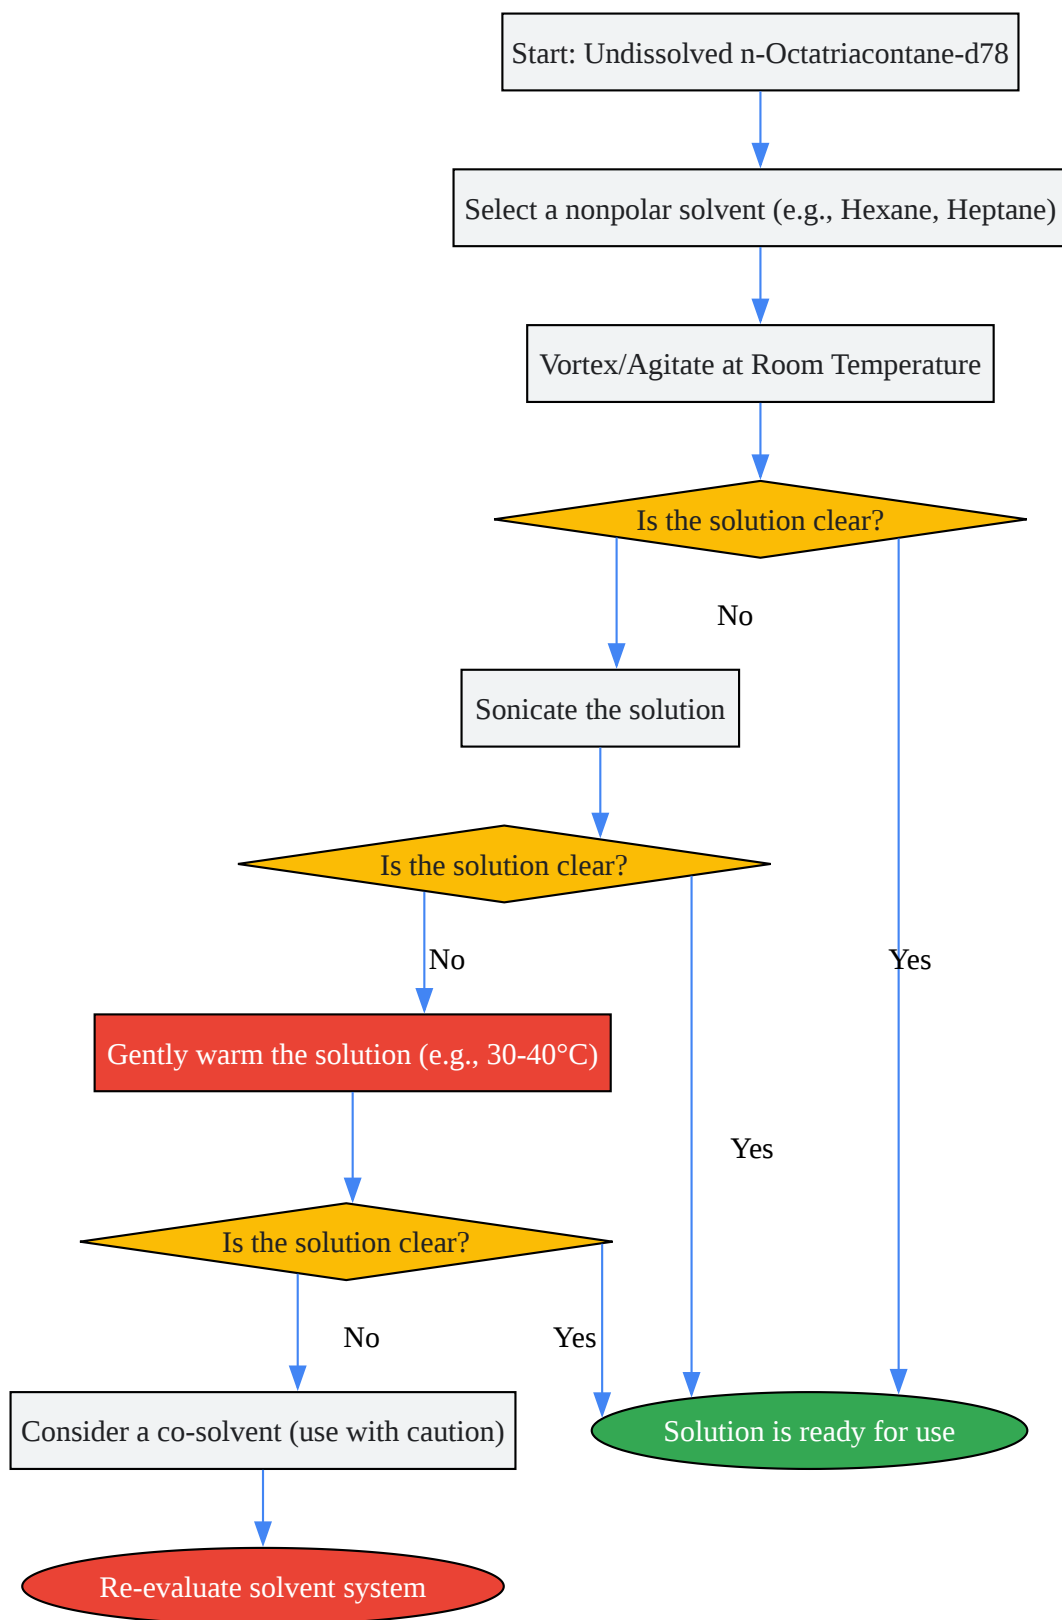 Start: Undissolved n-Octatriacontane-d78
Select a nonpolar solvent (e.g., Hexane, Heptane)
Vortex/Agitate at Room Temperature
Is the solution clear?
No
Sonicate the solution
Is the solution clear?
No
Yes
Gently warm the solution (e.g., 30-40°C)
Yes
Is the solution clear?
No
Yes
Consider a co-solvent (use with caution)
Solution is ready for use
Re-evaluate solvent system